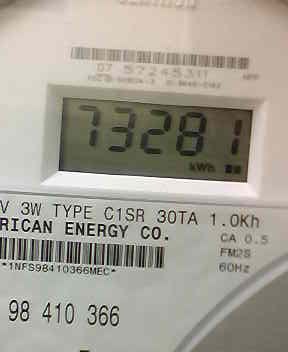 07 57245311
73281
kWh
V 3W TYPE C1SR 30TA 1.0Kh
RICAN ENERGY CO.
CA 0.5
FM2S
60Hz
*1NFS98410366MEC*
98 410 366